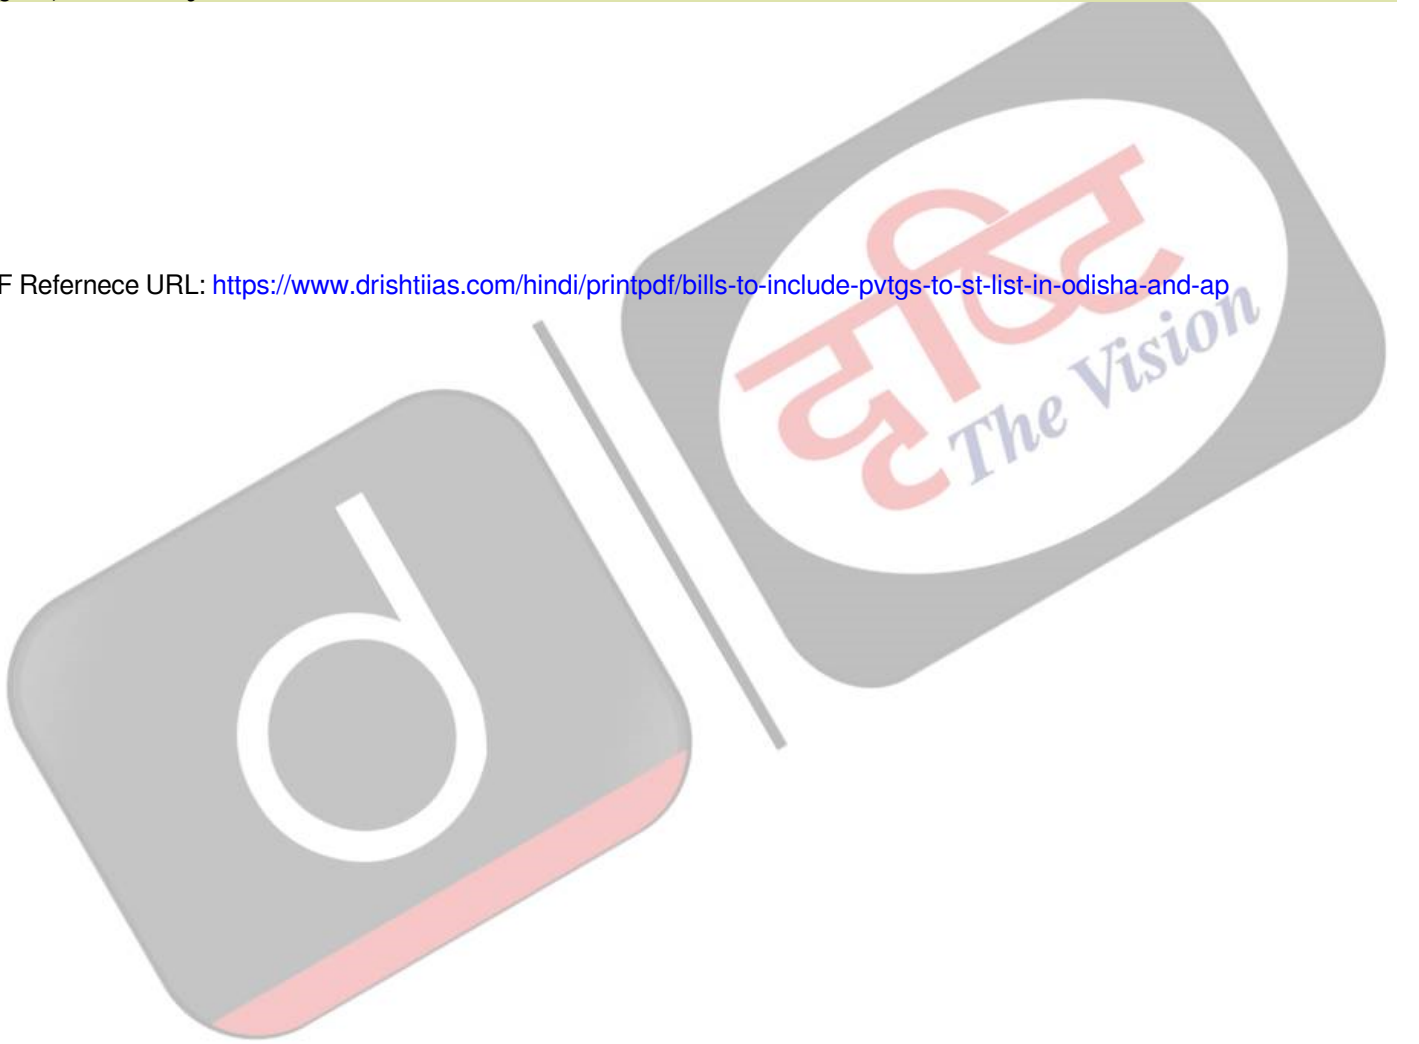 F Refernece URL: https://www.drishtiias.com/hindi/printpdf/bills-to-include-pvtgs-to-st-list-in-odisha-and-ap
दृष्टि
The Vision